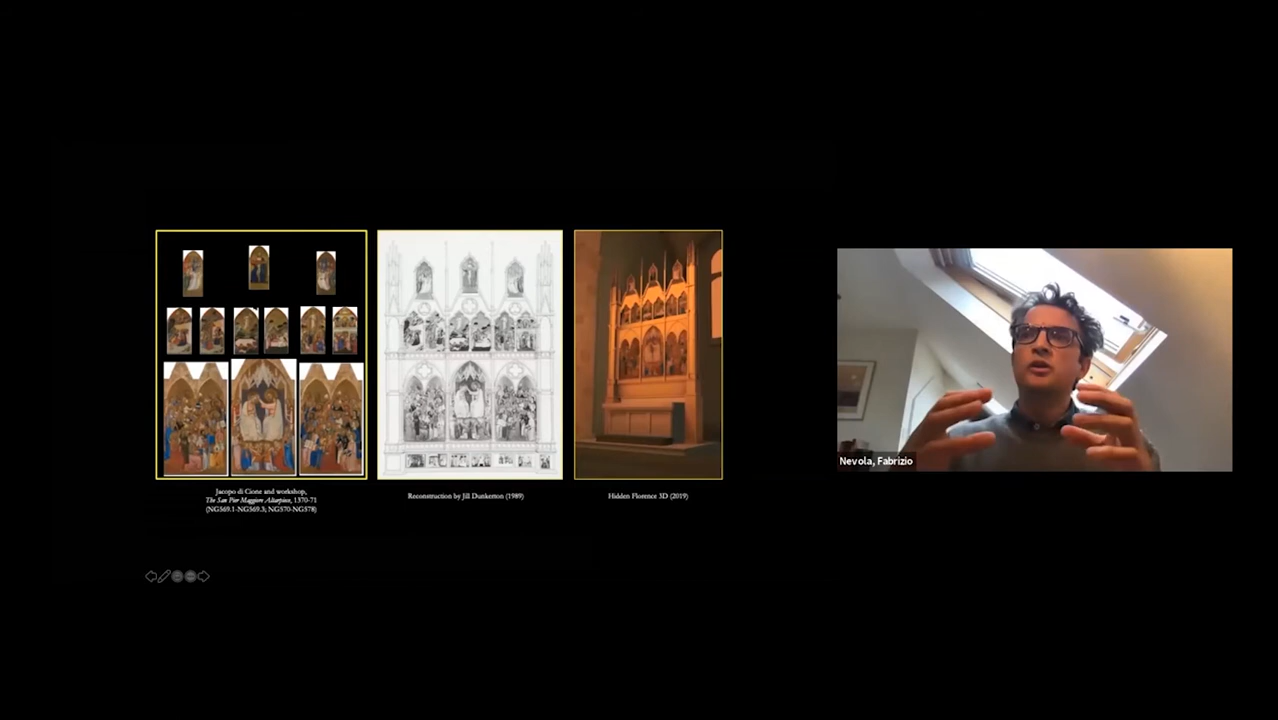 Jacopo di Cione and workshop,
The San Pier Maggiore Altarpiece, 1370-71
(NG569.1-NG569.3; NG570-NG578)
Reconstruction by Jill Dunkerton (1989)
Hidden Florence 3D (2019)
Nevola, Fabrizio